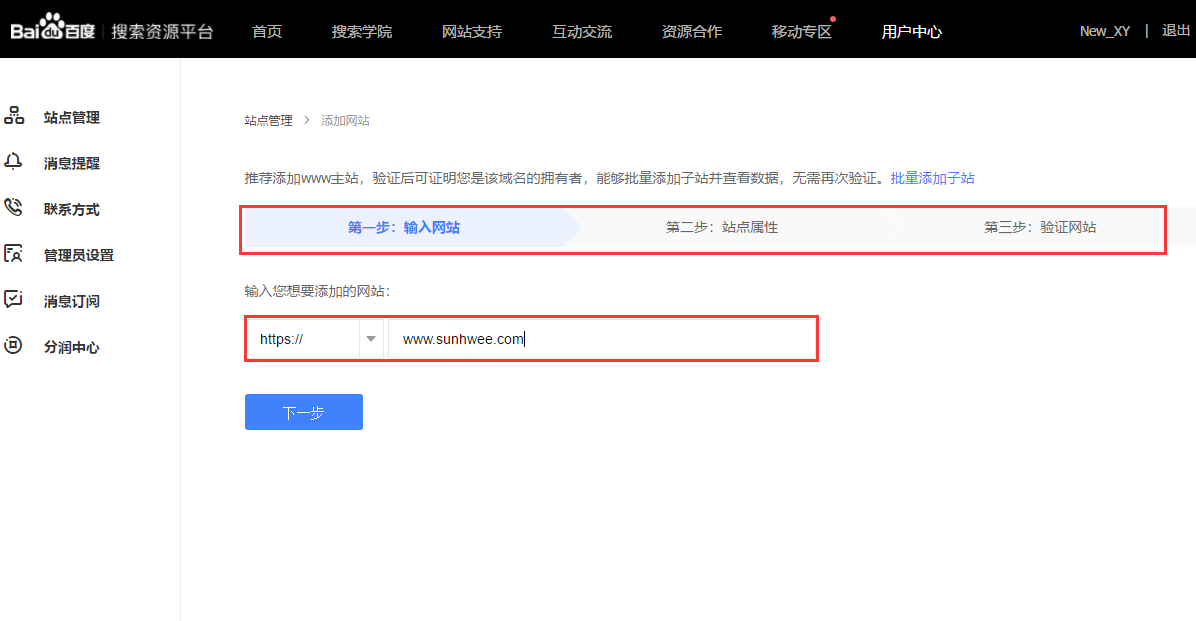 Bai du 百度 | 搜索资源平台 首页 搜索学院 网站支持 互动交流 资源合作 移动专区 用户中心 New_XY | 退出
站点管理
消息提醒
联系方式
管理员设置
消息订阅
分润中心
站点管理 > 添加网站
推荐添加www主站，验证后可证明您是该域名的拥有者，能够批量添加子站并查看数据，无需再次验证。批量添加子站
第一步：输入网站 第二步：站点属性 第三步：验证网站
输入您想要添加的网站：
https:// www.sunhwee.com
下一步